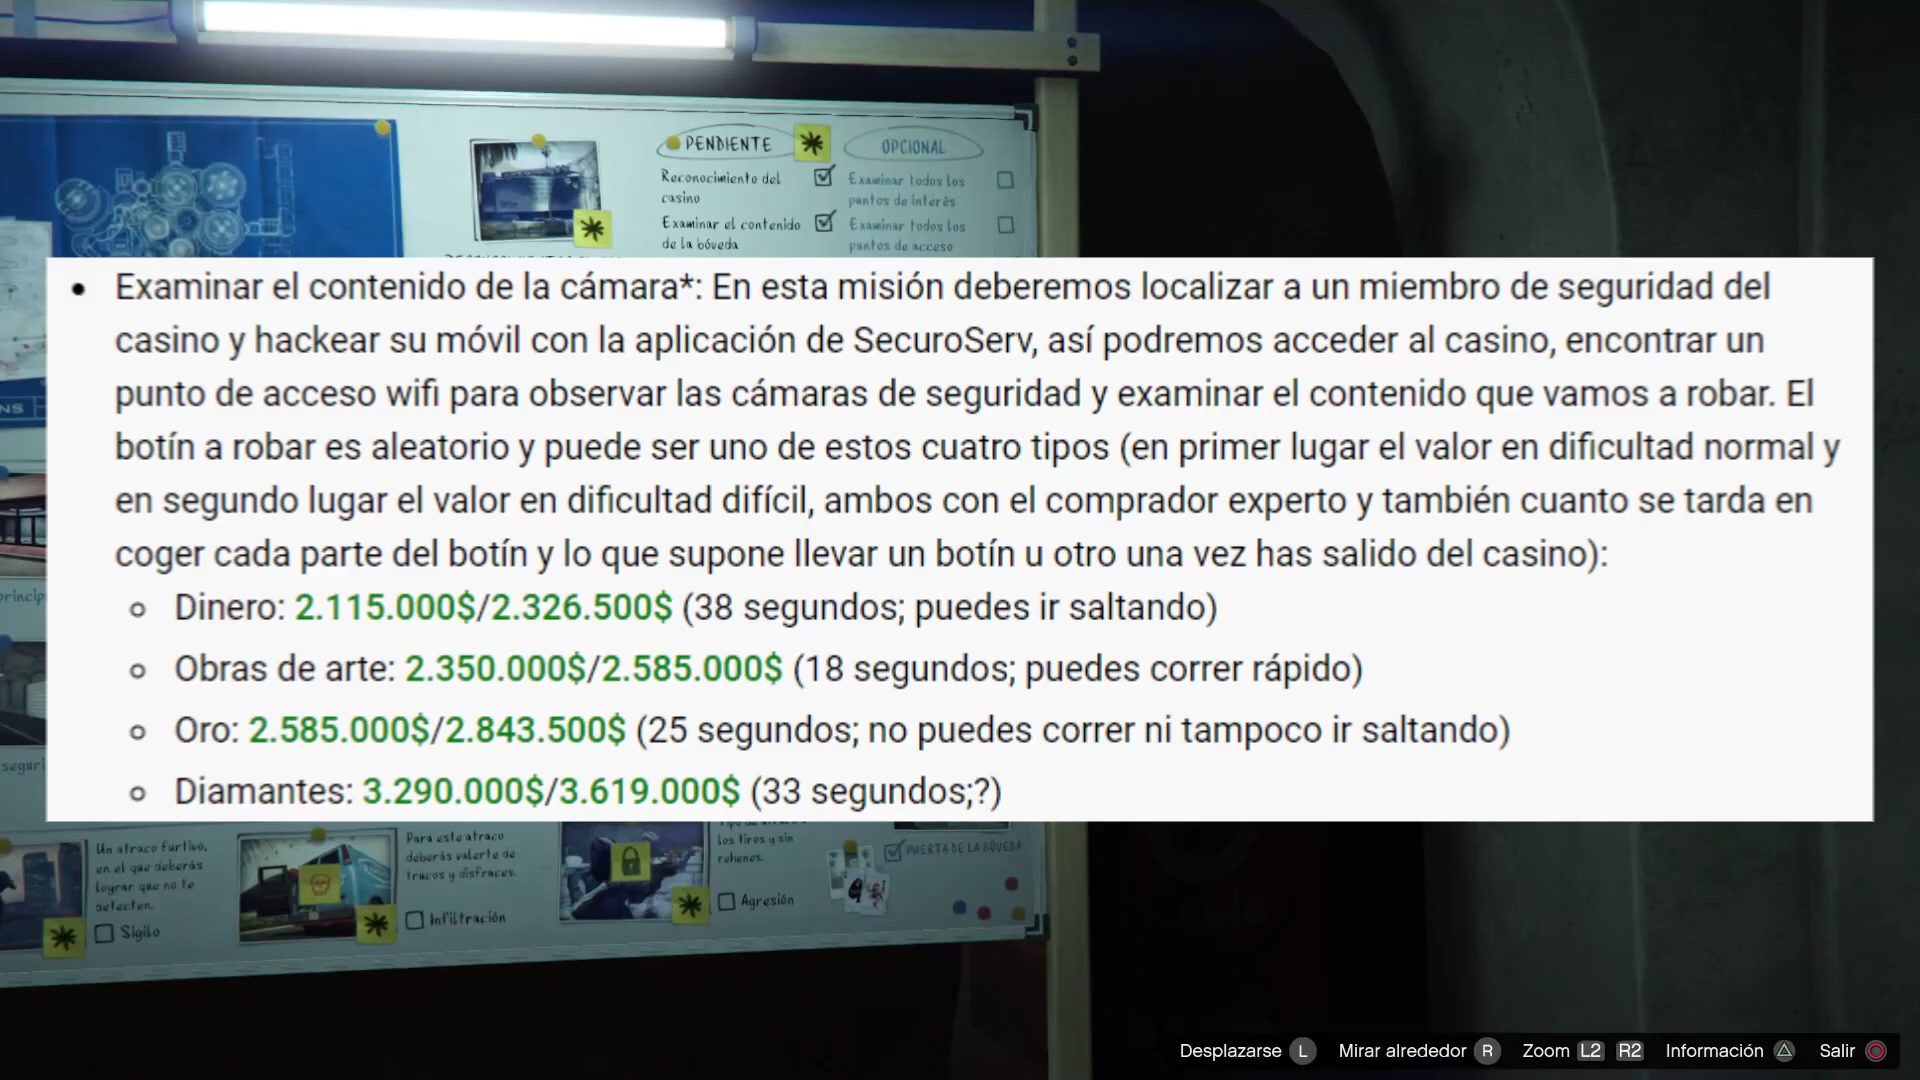 PENDIENTE
OPCIONAL
Reconocimiento del
casino
Examinar todos los
puntos de interés
Examinar el contenido
de la bóveda
Examinar todos los
puntos de acceso
NS
• Examinar el contenido de la cámara*: En esta misión deberemos localizar a un miembro de seguridad del
casino y hackear su móvil con la aplicación de SecuroServ, así podremos acceder al casino, encontrar un
punto de acceso wifi para observar las cámaras de seguridad y examinar el contenido que vamos a robar. El
botín a robar es aleatorio y puede ser uno de estos cuatro tipos (en primer lugar el valor en dificultad normal y
en segundo lugar el valor en dificultad difícil, ambos con el comprador experto y también cuanto se tarda en
coger cada parte del botín y lo que supone llevar un botín u otro una vez has salido del casino):
Dinero: 2.115.000$/2.326.500$ (38 segundos; puedes ir saltando)
Obras de arte: 2.350.000$/2.585.000$ (18 segundos; puedes correr rápido)
Oro: 2.585.000$/2.843.500$ (25 segundos; no puedes correr ni tampoco ir saltando)
Diamantes: 3.290.000$/3.619.000$ (33 segundos;?)
princip
seguri
Un atraco furtivo,
en el que deberás
lograr que no te
detecten.
Sigilo
Para este atraco
deberás valerte de
trucos y disfraces.
Infiltración
los tiros y sin
rehenes.
Agresión
PUERTA DE LA BÓVEDA
Desplazarse L Mirar alrededor R Zoom L2 R2 Información Salir